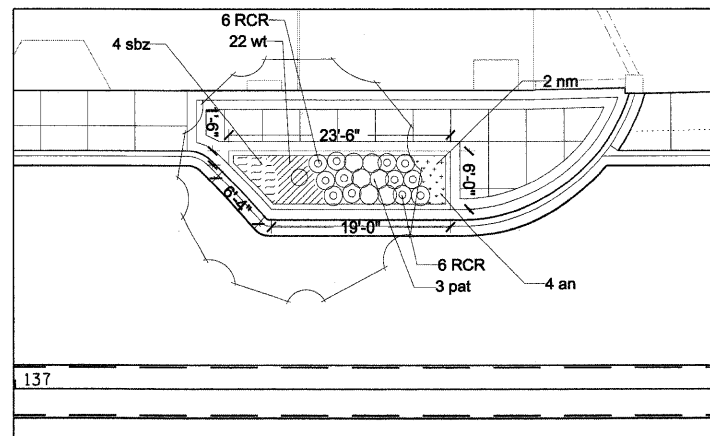 6 RCR
4 sbz
22 wt
2 nm
1'-6"
23'-6"
6'-0"
6'-4"
19'-0"
6 RCR
3 pat
4 an
137